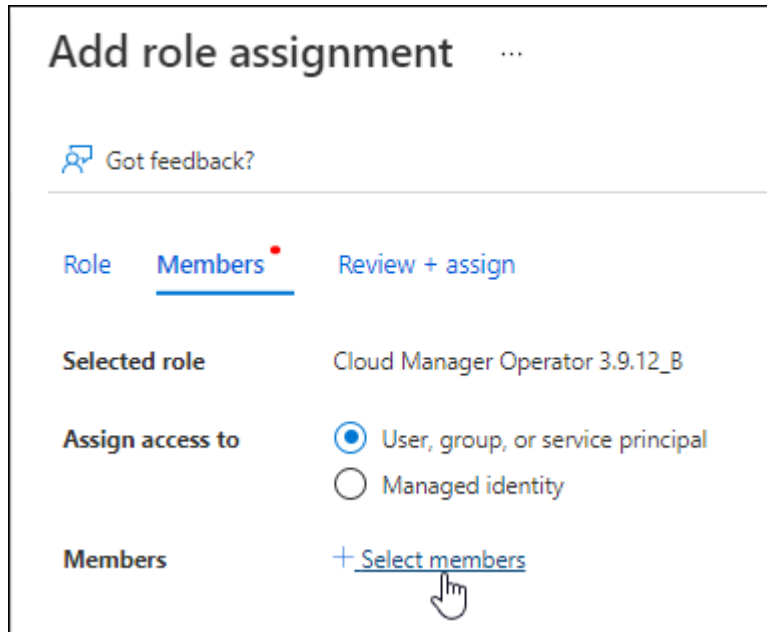 Add role assignment ...
Got feedback?
Role Members Review + assign
Selected role Cloud Manager Operator 3.9.12_B
Assign access to User, group, or service principal
Managed identity
Members + Select members